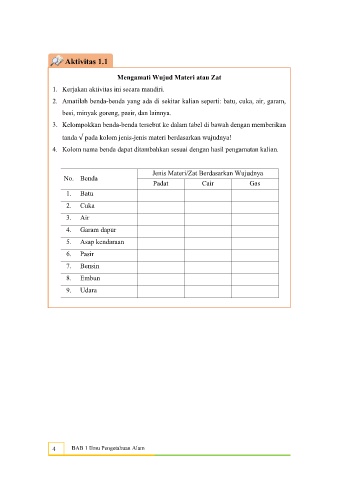 Aktivitas 1.1
Mengamati Wujud Materi atau Zat
1. Kerjakan aktivitas ini secara mandiri.
2. Amatilah benda-benda yang ada di sekitar kalian seperti: batu, cuka, air, garam,
besi, minyak goreng, pasir, dan lainnya.
3. Kelompokkan benda-benda tersebut ke dalam tabel di bawah dengan memberikan
tanda √ pada kolom jenis-jenis materi berdasarkan wujudnya!
4. Kolom nama benda dapat ditambahkan sesuai dengan hasil pengamatan kalian.
No. Benda Jenis Materi/Zat Berdasarkan Wujudnya
Padat Cair Gas
1. Batu
2. Cuka
3. Air
4. Garam dapur
5. Asap kendaraan
6. Pasir
7. Bensin
8. Embun
9. Udara
4 BAB 1 Ilmu Pengetahuan Alam